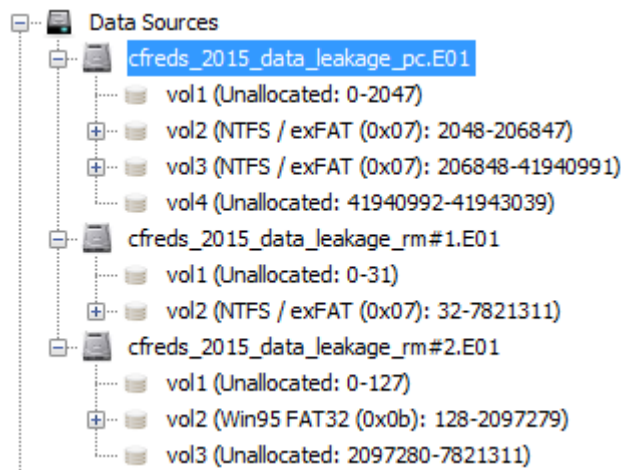 Data Sources
cfreds_2015_data_leakage_pc.E01
vol1 (Unallocated: 0-2047)
vol2 (NTFS / exFAT (0x07): 2048-206847)
vol3 (NTFS / exFAT (0x07): 206848-41940991)
vol4 (Unallocated: 41940992-41943039)
cfreds_2015_data_leakage_rm#1.E01
vol1 (Unallocated: 0-31)
vol2 (NTFS / exFAT (0x07): 32-7821311)
cfreds_2015_data_leakage_rm#2.E01
vol1 (Unallocated: 0-127)
vol2 (Win95 FAT32 (0x0b): 128-2097279)
vol3 (Unallocated: 2097280-7821311)